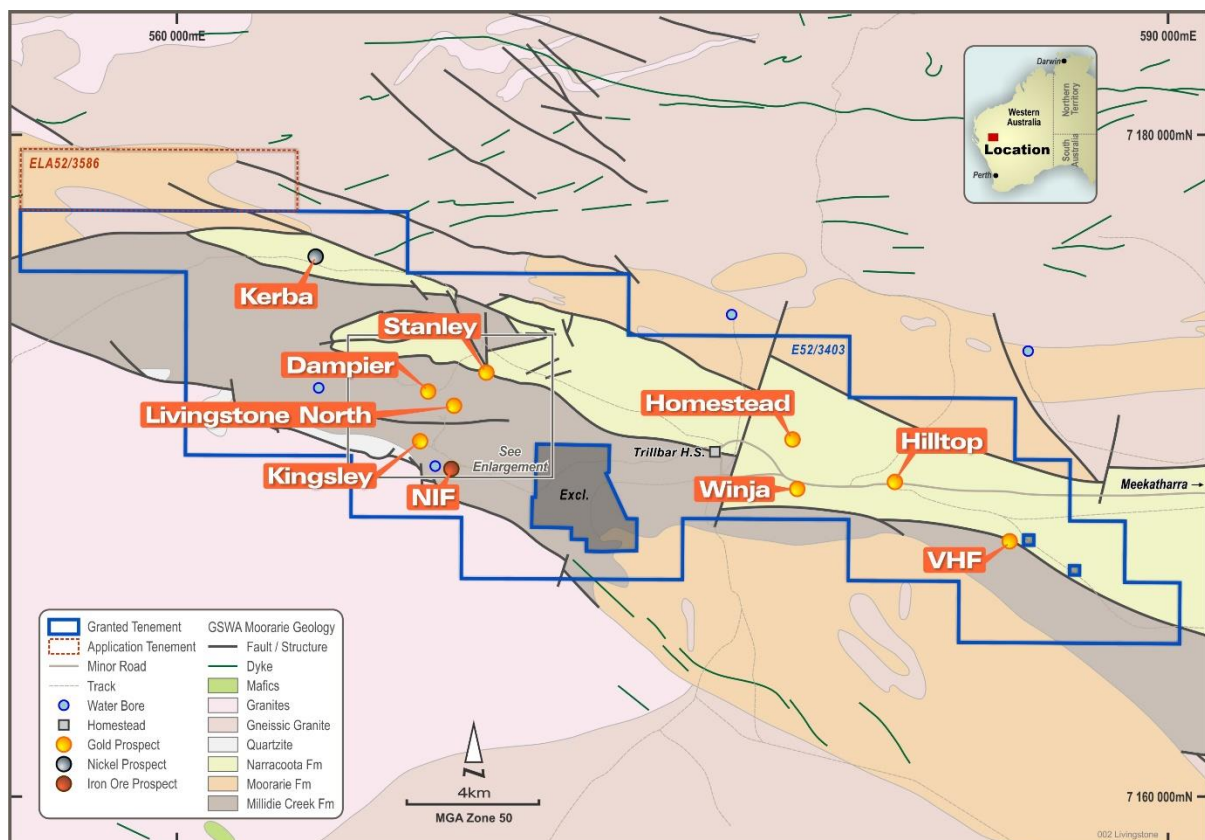 560 000mE
590 000mE
Darwin
Western
Australia
Northern
Territory
South
Australia
Location
Perth
7 180 000mN
ELA52/3586
Kerba
Stanley
E52/3403
Dampier
Livingstone North
Homestead
Hilltop
Kingsley
See
Enlargement
Trillbar H.S.
NIF
Excl.
Winja
Meekatharra →
VHF
Granted Tenement
Application Tenement
Minor Road
Track
Water Bore
Homestead
Gold Prospect
Nickel Prospect
Iron Ore Prospect
GSWA Moorarie Geology
Fault / Structure
Dyke
Mafics
Granites
Gneissic Granite
Quartzite
Narracoota Fm
Moorarie Fm
Millidie Creek Fm
N
4km
MGA Zone 50
7 160 000mN
002 Livingstone